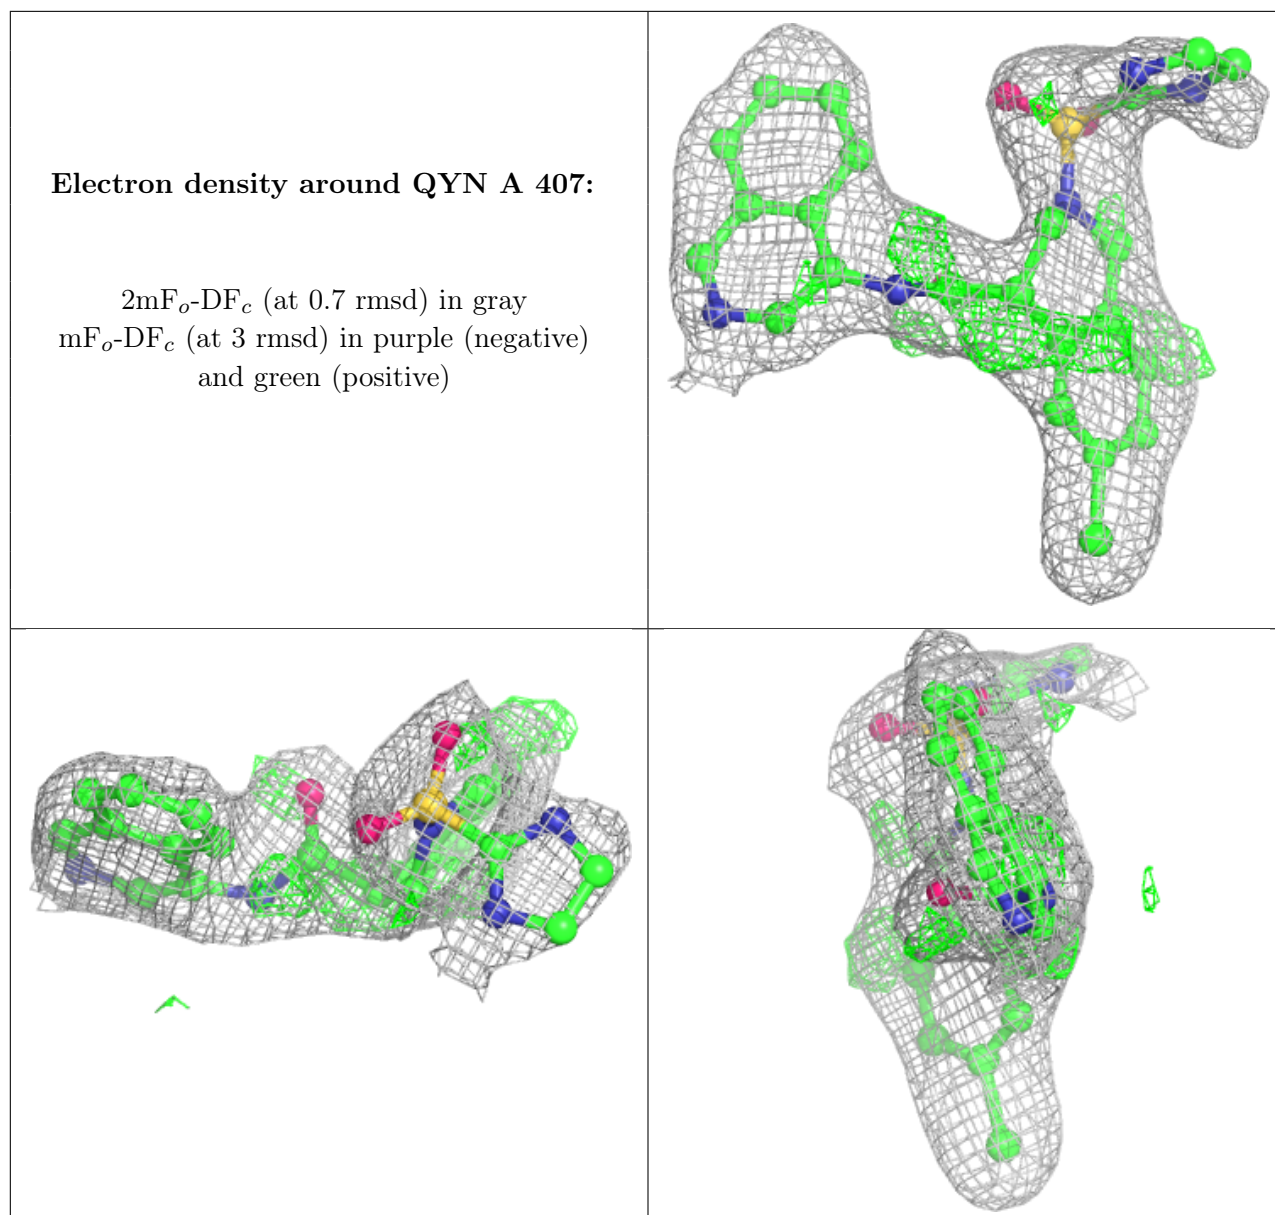 Electron density around QYN A 407:
2mFo-DFc (at 0.7 rmsd) in gray
mFo-DFc (at 3 rmsd) in purple (negative)
and green (positive)